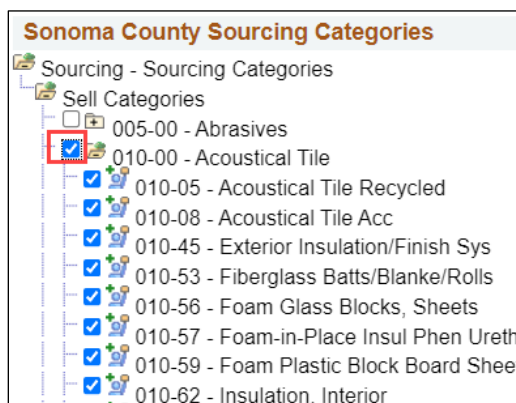 Sonoma County Sourcing Categories
Sourcing - Sourcing Categories
Sell Categories
005-00 - Abrasives
010-00 - Acoustical Tile
010-05 - Acoustical Tile Recycled
010-08 - Acoustical Tile Acc
010-45 - Exterior Insulation/Finish Sys
010-53 - Fiberglass Batts/Blanke/Rolls
010-56 - Foam Glass Blocks, Sheets
010-57 - Foam-in-Place Insul Phen Ureth
010-59 - Foam Plastic Block Board Shee
010-62 - Insulation, Interior